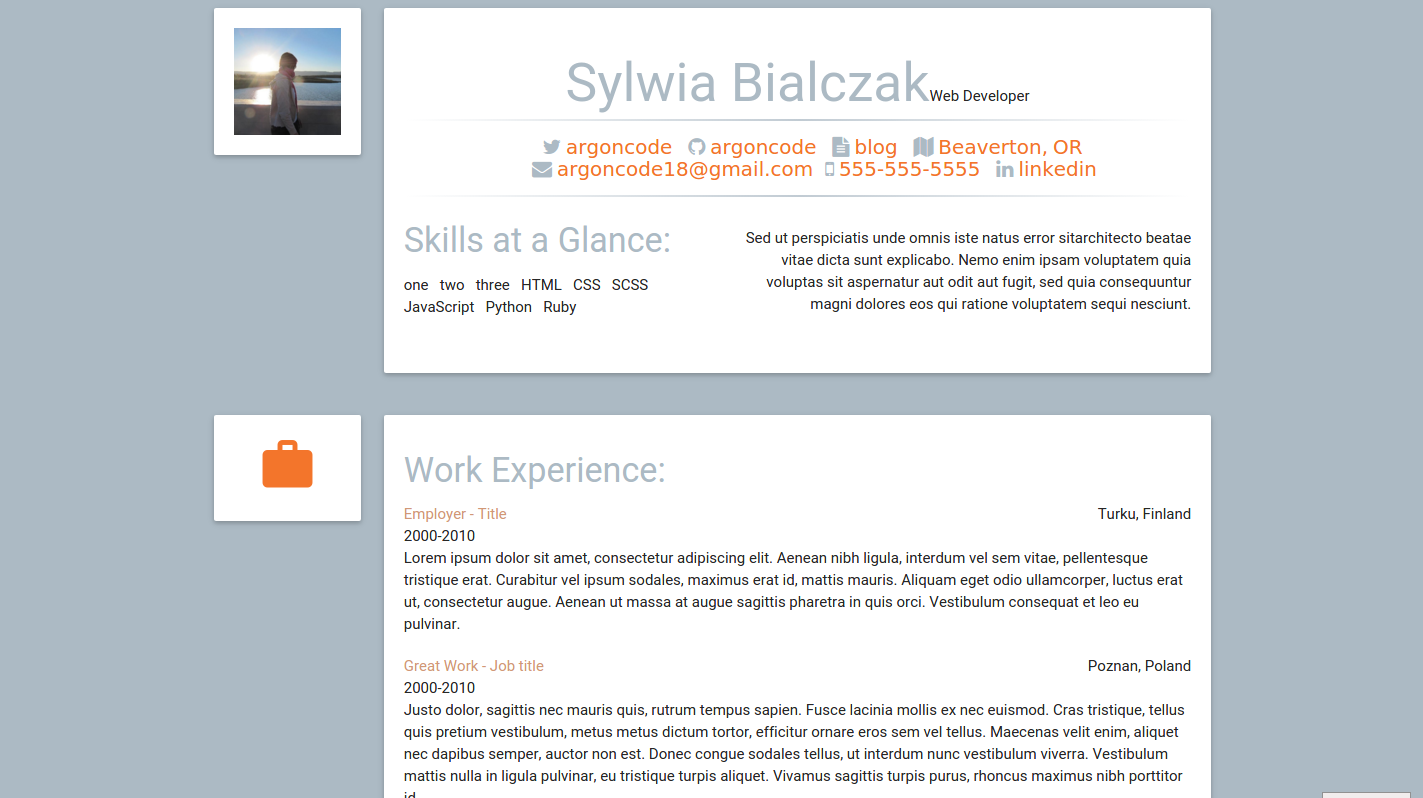 Sylwia Bialczak Web Developer
argoncode argoncode blog Beaverton, OR
argoncode18@gmail.com 555-555-5555 linkedin
Skills at a Glance:
one two three HTML CSS SCSS
JavaScript Python Ruby
Sed ut perspiciatis unde omnis iste natus error sitarchitecto beatae
vitae dicta sunt explicabo. Nemo enim ipsam voluptatem quia
voluptas sit aspernatur aut odit aut fugit, sed quia consequuntur
magni dolores eos qui ratione voluptatem sequi nesciunt.
Work Experience:
Employer - Title Turku, Finland
2000-2010
Lorem ipsum dolor sit amet, consectetur adipiscing elit. Aenean nibh ligula, interdum vel sem vitae, pellentesque
tristique erat. Curabitur vel ipsum sodales, maximus erat id, mattis mauris. Aliquam eget odio ullamcorper, luctus erat
ut, consectetur augue. Aenean ut massa at augue sagittis pharetra in quis orci. Vestibulum consequat et leo eu
pulvinar.
Great Work - Job title Poznan, Poland
2000-2010
Justo dolor, sagittis nec mauris quis, rutrum tempus sapien. Fusce lacinia mollis ex nec euismod. Cras tristique, tellus
quis pretium vestibulum, metus metus dictum tortor, efficitur ornare eros sem vel tellus. Maecenas velit enim, aliquet
nec dapibus semper, auctor non est. Donec congue sodales tellus, ut interdum nunc vestibulum viverra. Vestibulum
mattis nulla in ligula pulvinar, eu tristique turpis aliquet. Vivamus sagittis turpis purus, rhoncus maximus nibh porttitor
id